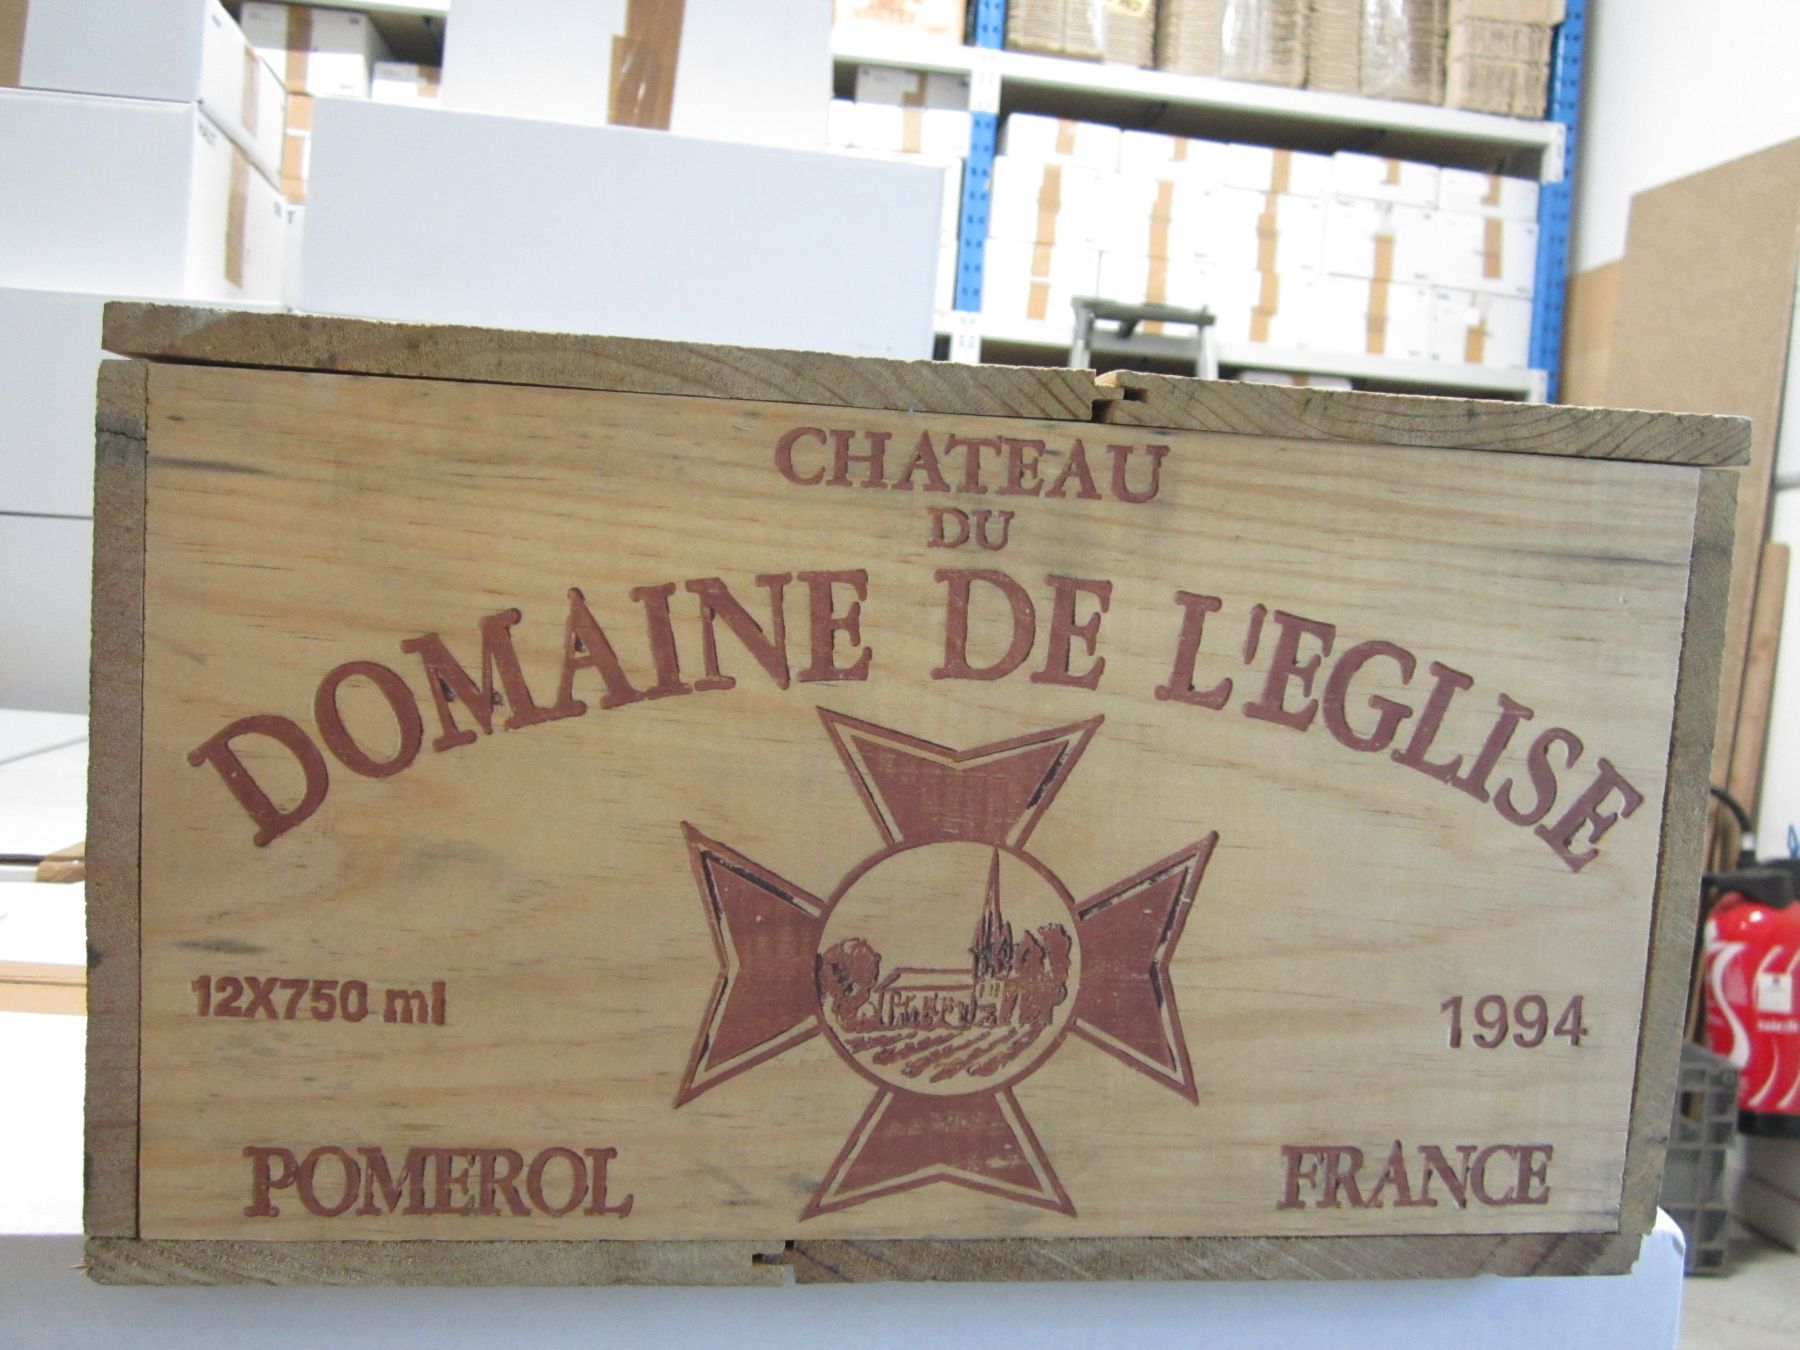 CHATEAU
DU
DOMAINE DE L'EGLISE
12X750 ml
1994
POMEROL
FRANCE